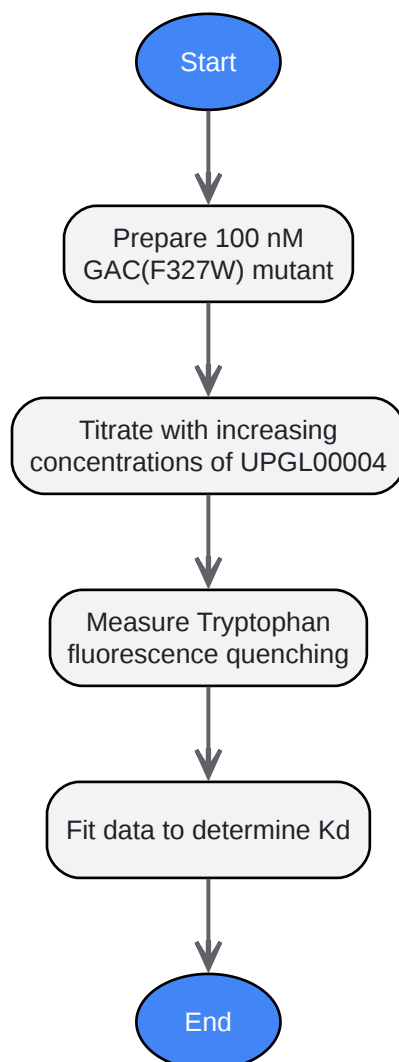 Start
Prepare 100 nM
GAC(F327W) mutant
Titrate with increasing
concentrations of UPGL00004
Measure Tryptophan
fluorescence quenching
Fit data to determine Kd
End